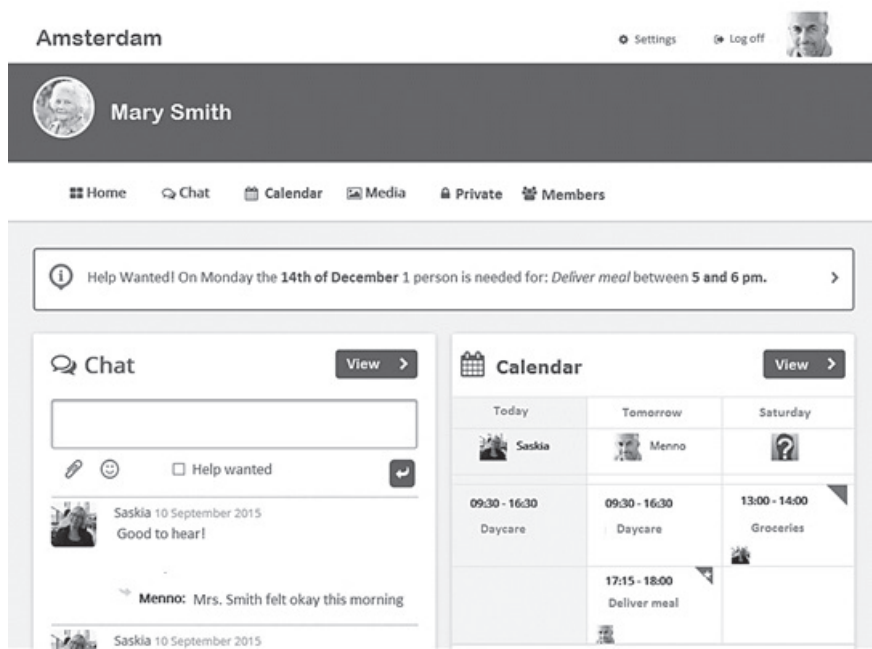 Amsterdam
Settings
Log off
Mary Smith
Home Chat Calendar Media Private Members
Help Wanted! On Monday the 14th of December 1 person is needed for: Deliver meal between 5 and 6 pm.
Chat
View
Help wanted
Saskia 10 September 2015
Good to hear!
Menno: Mrs. Smith felt okay this morning
Saskia 10 September 2015
Calendar
View
Today Tomorrow Saturday
Saskia Menno ?
09:30 - 16:30 09:30 - 16:30 13:00 - 14:00
Daycare Daycare Groceries
17:15 - 18:00
Deliver meal